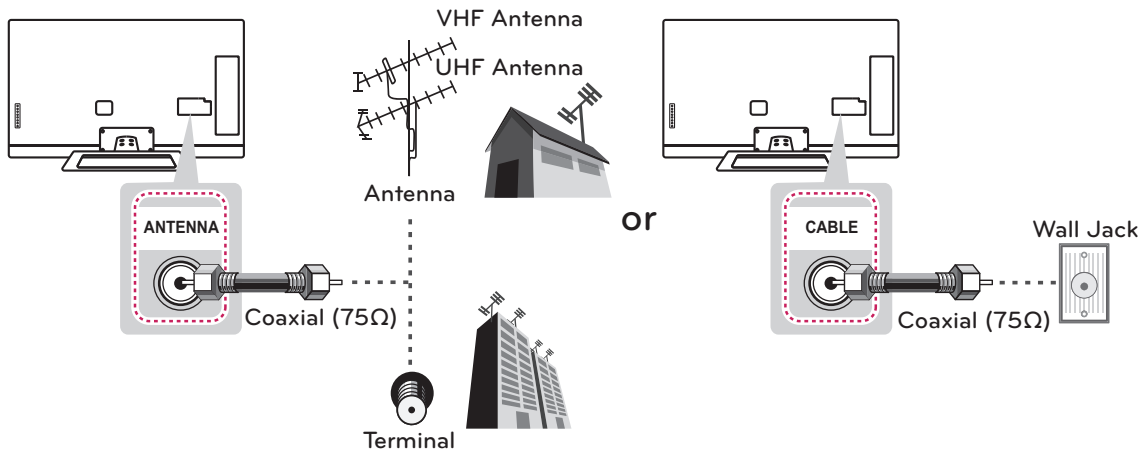 VHF Antenna
UHF Antenna
Antenna
ANTENNA
Coaxial (75Ω)
Terminal
or
CABLE
Wall Jack
Coaxial (75Ω)